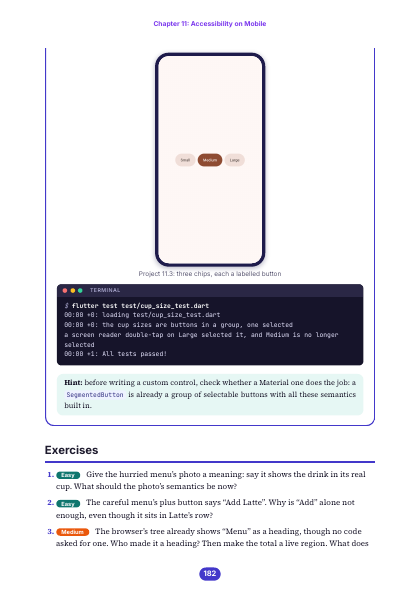 Chapter 11: Accessibility on Mobile
Small
Medium
Large
Project 11.3: three chips, each a labelled button
TERMINAL
$ flutter test test/cup_size_test.dart
00:00 +0: loading test/cup_size_test.dart
00:00 +0: the cup sizes are buttons in a group, one selected
a screen reader double-tap on Large selected it, and Medium is no longer
selected
00:00 +1: All tests passed!
Hint: before writing a custom control, check whether a Material one does the job: a
SegmentedButton is already a group of selectable buttons with all these semantics
built in.
Exercises
1. Easy Give the hurried menu’s photo a meaning: say it shows the drink in its real
cup. What should the photo’s semantics be now?
2. Easy The careful menu’s plus button says “Add Latte”. Why is “Add” alone not
enough, even though it sits in Latte’s row?
3. Medium The browser’s tree already shows “Menu” as a heading, though no code
asked for one. Who made it a heading? Then make the total a live region. What does
182